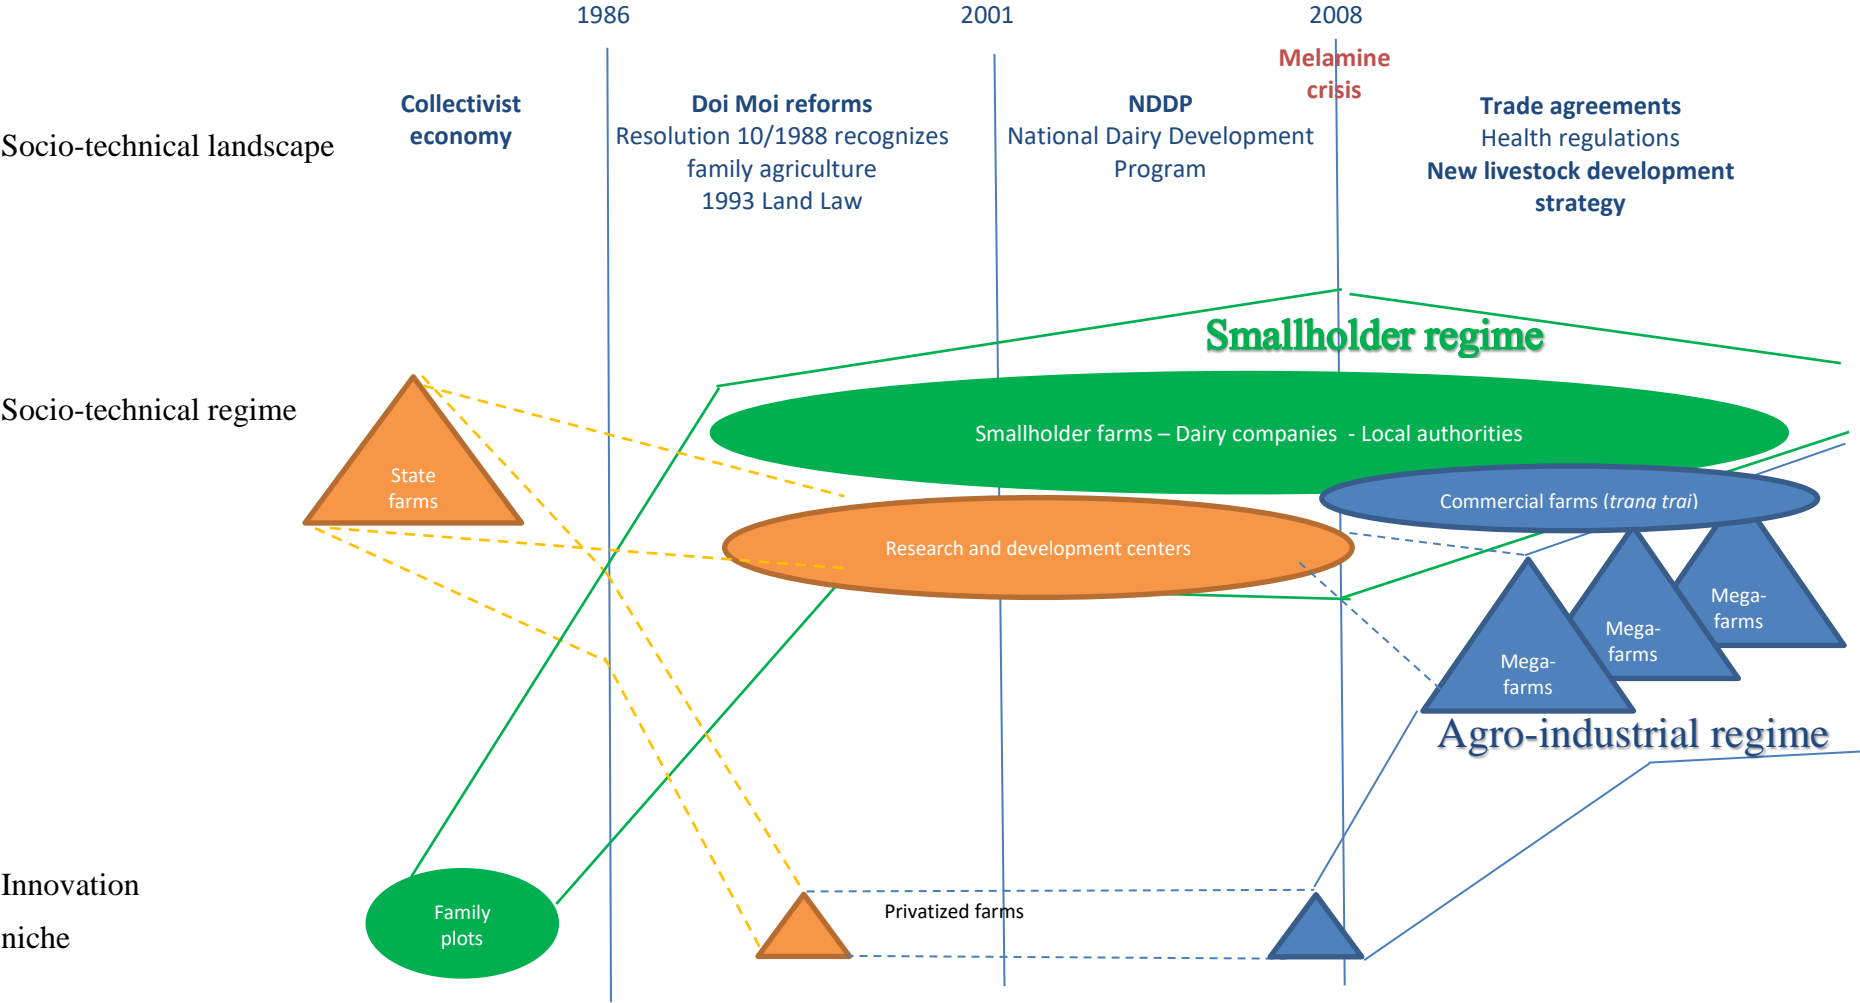 1986
2001
2008
Melamine
crisis
Collectivist
economy
Doi Moi reforms
Resolution 10/1988 recognizes
family agriculture
1993 Land Law
NDDP
National Dairy Development
Program
Trade agreements
Health regulations
New livestock development
strategy
Socio-technical landscape
Smallholder regime
Socio-technical regime
Smallholder farms – Dairy companies - Local authorities
State
farms
Commercial farms (trang trai)
Research and development centers
Mega-
farms
Mega-
farms
Mega-
farms
Agro-industrial regime
Innovation
niche
Family
plots
Privatized farms